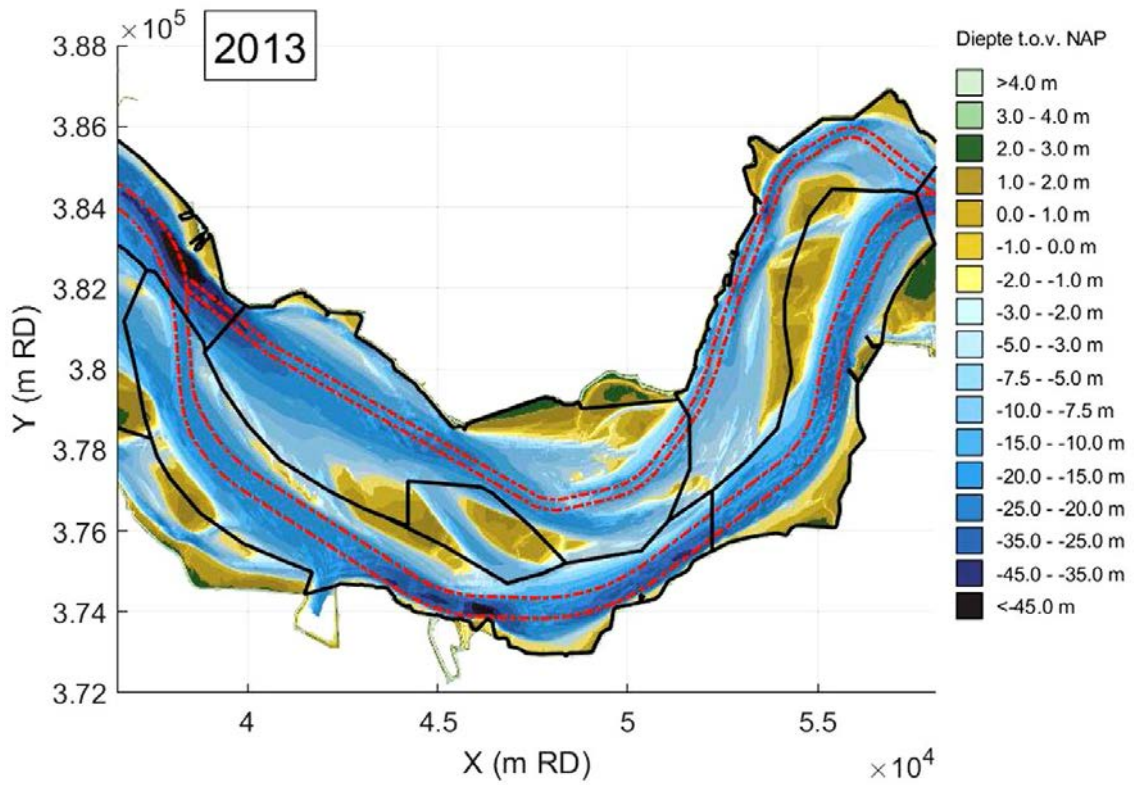 ×10⁵
2013
3.88
3.86
3.84
3.82
3.8
3.78
3.76
3.74
3.72
Y (m RD)
4
4.5
5
5.5
X (m RD)
×10⁴
Diepte t.o.v. NAP
>4.0 m
3.0 - 4.0 m
2.0 - 3.0 m
1.0 - 2.0 m
0.0 - 1.0 m
-1.0 - 0.0 m
-2.0 - -1.0 m
-3.0 - -2.0 m
-5.0 - -3.0 m
-7.5 - -5.0 m
-10.0 - -7.5 m
-15.0 - -10.0 m
-20.0 - -15.0 m
-25.0 - -20.0 m
-35.0 - -25.0 m
-45.0 - -35.0 m
<-45.0 m